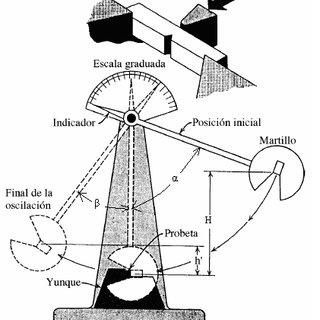 Escala graduada
Indicador
Posición inicial
Martillo
α
Final de la
oscilación
β
H
Probeta
h'
Yunque